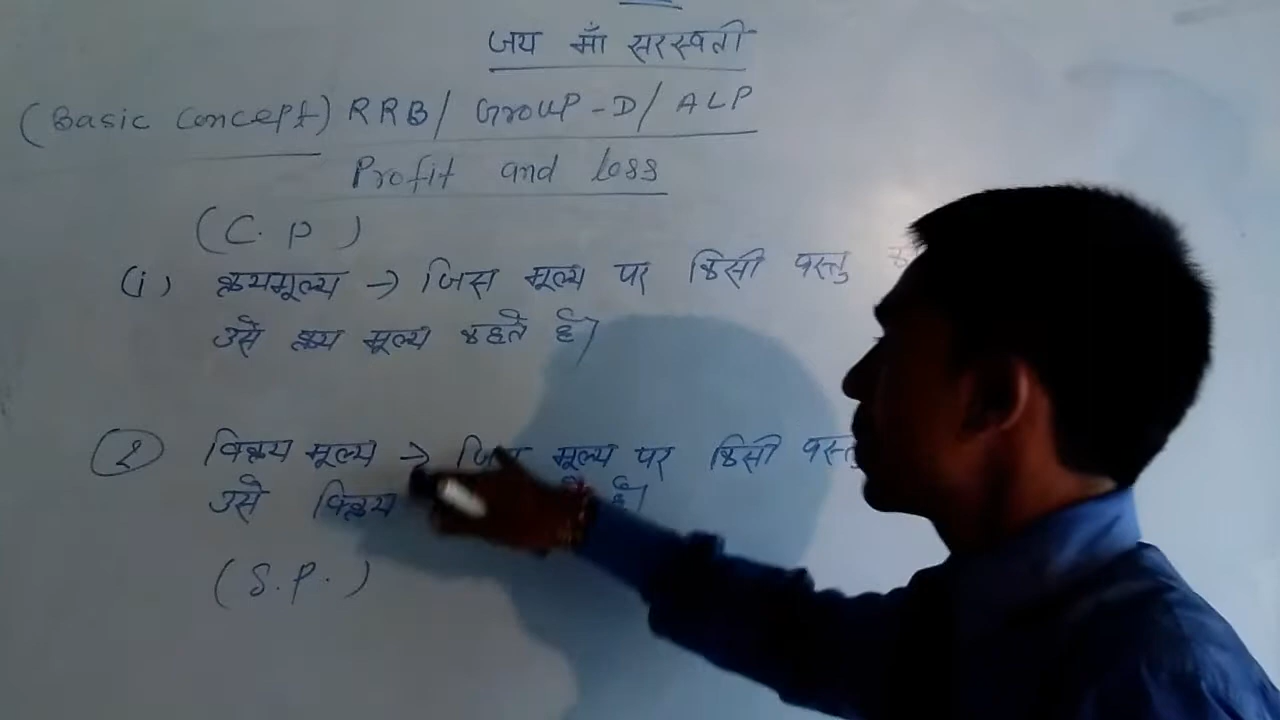 जय माँ सरस्वती
(Basic Concept) RRB/ Group-D/ ALP
Profit and loss
(C.P)
(i) क्रयमूल्य → जिस मूल्य पर किसी वस्तु
उसे क्रय मूल्य कहते है।
(2) विक्रय मूल्य → जिस मूल्य पर किसी वस्तु
उसे विक्रय है।
(S.P.)